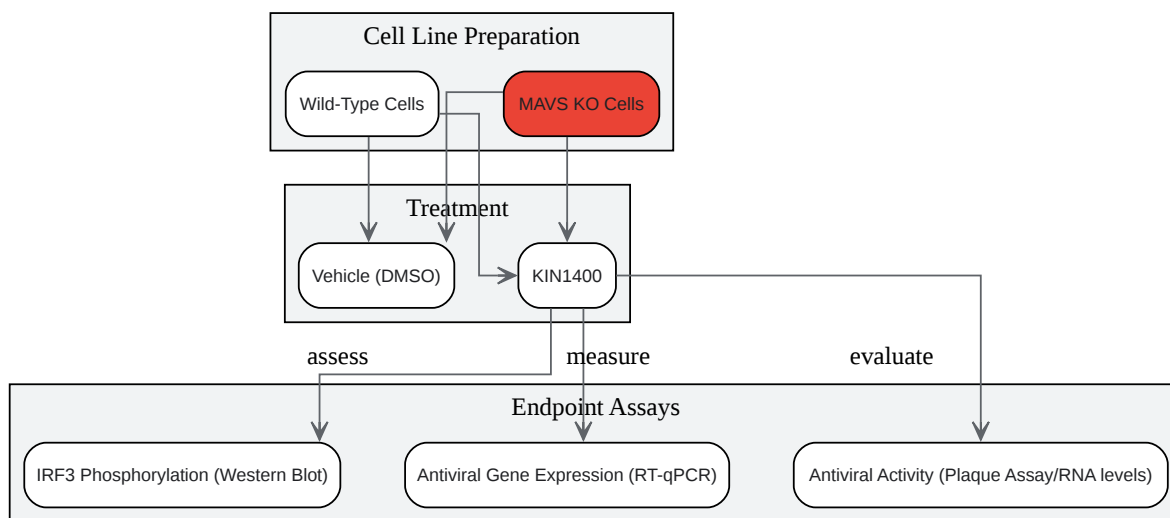 Cell Line Preparation
Wild-Type Cells
MAVS KO Cells
Treatment
Vehicle (DMSO)
KIN1400
assess
measure
evaluate
Endpoint Assays
IRF3 Phosphorylation (Western Blot)
Antiviral Gene Expression (RT-qPCR)
Antiviral Activity (Plaque Assay/RNA levels)